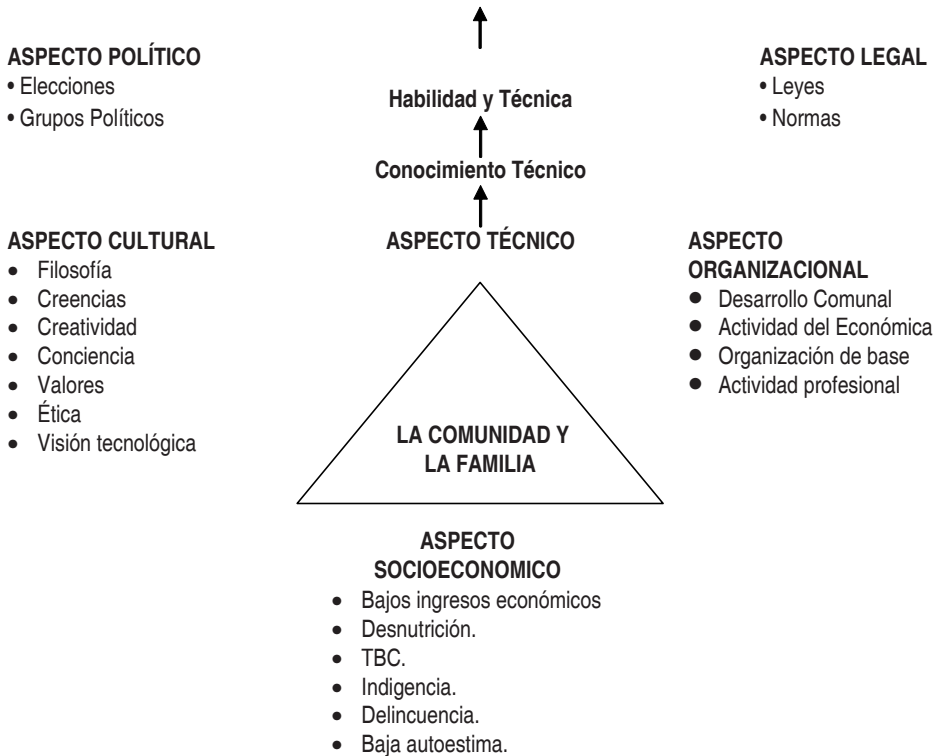 ASPECTO POLÍTICO
• Elecciones
• Grupos Políticos
Habilidad y Técnica
Conocimiento Técnico
ASPECTO LEGAL
• Leyes
• Normas
ASPECTO CULTURAL
• Filosofía
• Creencias
• Creatividad
• Conciencia
• Valores
• Ética
• Visión tecnológica
ASPECTO TÉCNICO
ASPECTO
ORGANIZACIONAL
• Desarrollo Comunal
• Actividad del Económica
• Organización de base
• Actividad profesional
LA COMUNIDAD Y
LA FAMILIA
ASPECTO
SOCIOECONOMICO
• Bajos ingresos económicos
• Desnutrición.
• TBC.
• Indigencia.
• Delincuencia.
• Baja autoestima.